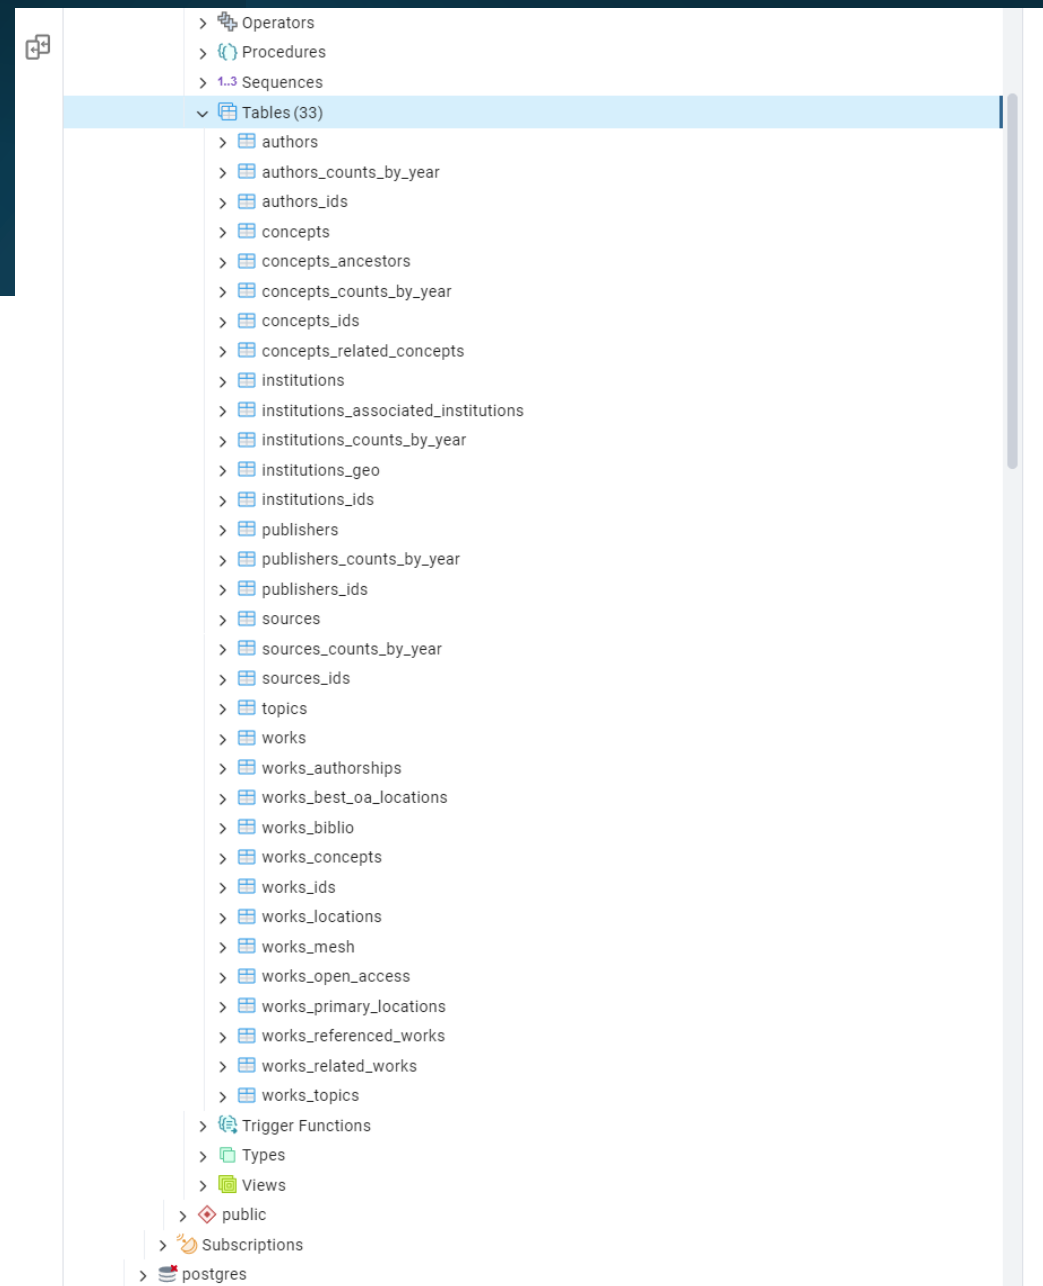 Operators
Procedures
1..3 Sequences
Tables (33)
authors
authors_counts_by_year
authors_ids
concepts
concepts_ancestors
concepts_counts_by_year
concepts_ids
concepts_related_concepts
institutions
institutions_associated_institutions
institutions_counts_by_year
institutions_geo
institutions_ids
publishers
publishers_counts_by_year
publishers_ids
sources
sources_counts_by_year
sources_ids
topics
works
works_authorships
works_best_oa_locations
works_biblio
works_concepts
works_ids
works_locations
works_mesh
works_open_access
works_primary_locations
works_referenced_works
works_related_works
works_topics
Trigger Functions
Types
Views
public
Subscriptions
postgres